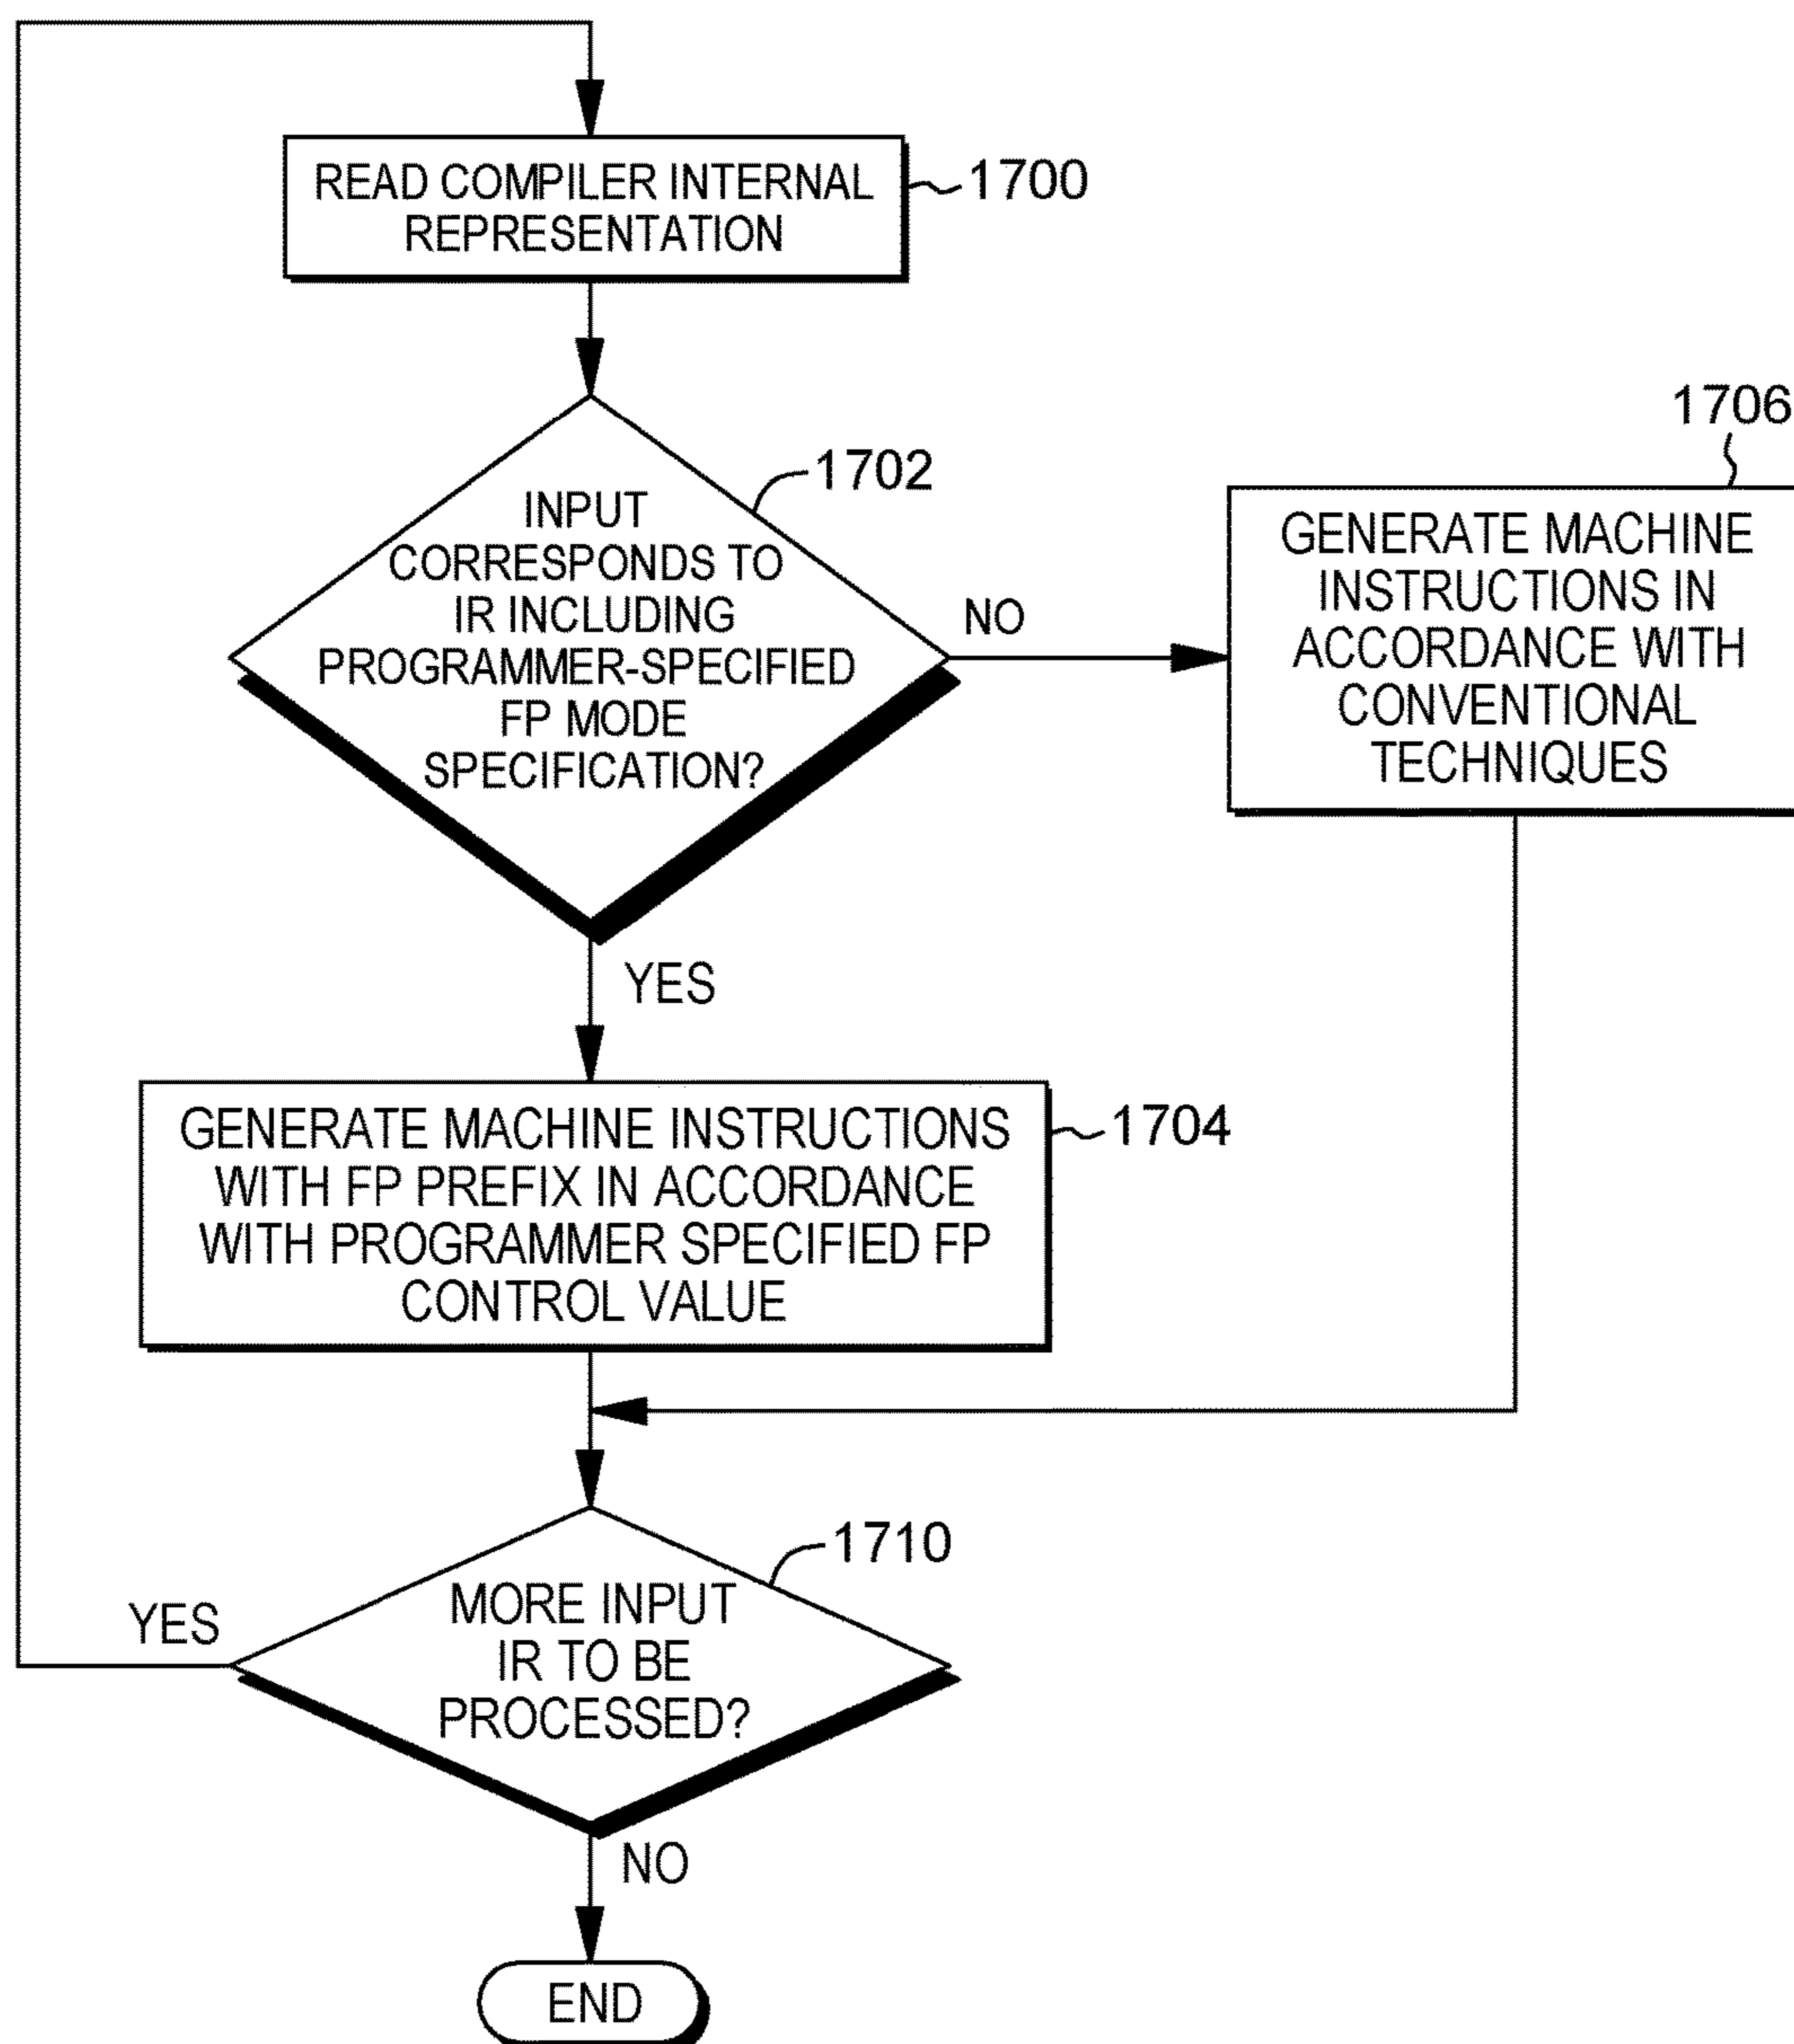 READ COMPILER INTERNAL
REPRESENTATION
1700
1702
INPUT
CORRESPONDS TO
IR INCLUDING
PROGRAMMER-SPECIFIED
FP MODE
SPECIFICATION?
NO
1706
GENERATE MACHINE
INSTRUCTIONS IN
ACCORDANCE WITH
CONVENTIONAL
TECHNIQUES
YES
GENERATE MACHINE INSTRUCTIONS
WITH FP PREFIX IN ACCORDANCE
WITH PROGRAMMER SPECIFIED FP
CONTROL VALUE
1704
1710
MORE INPUT
IR TO BE
PROCESSED?
YES
NO
END